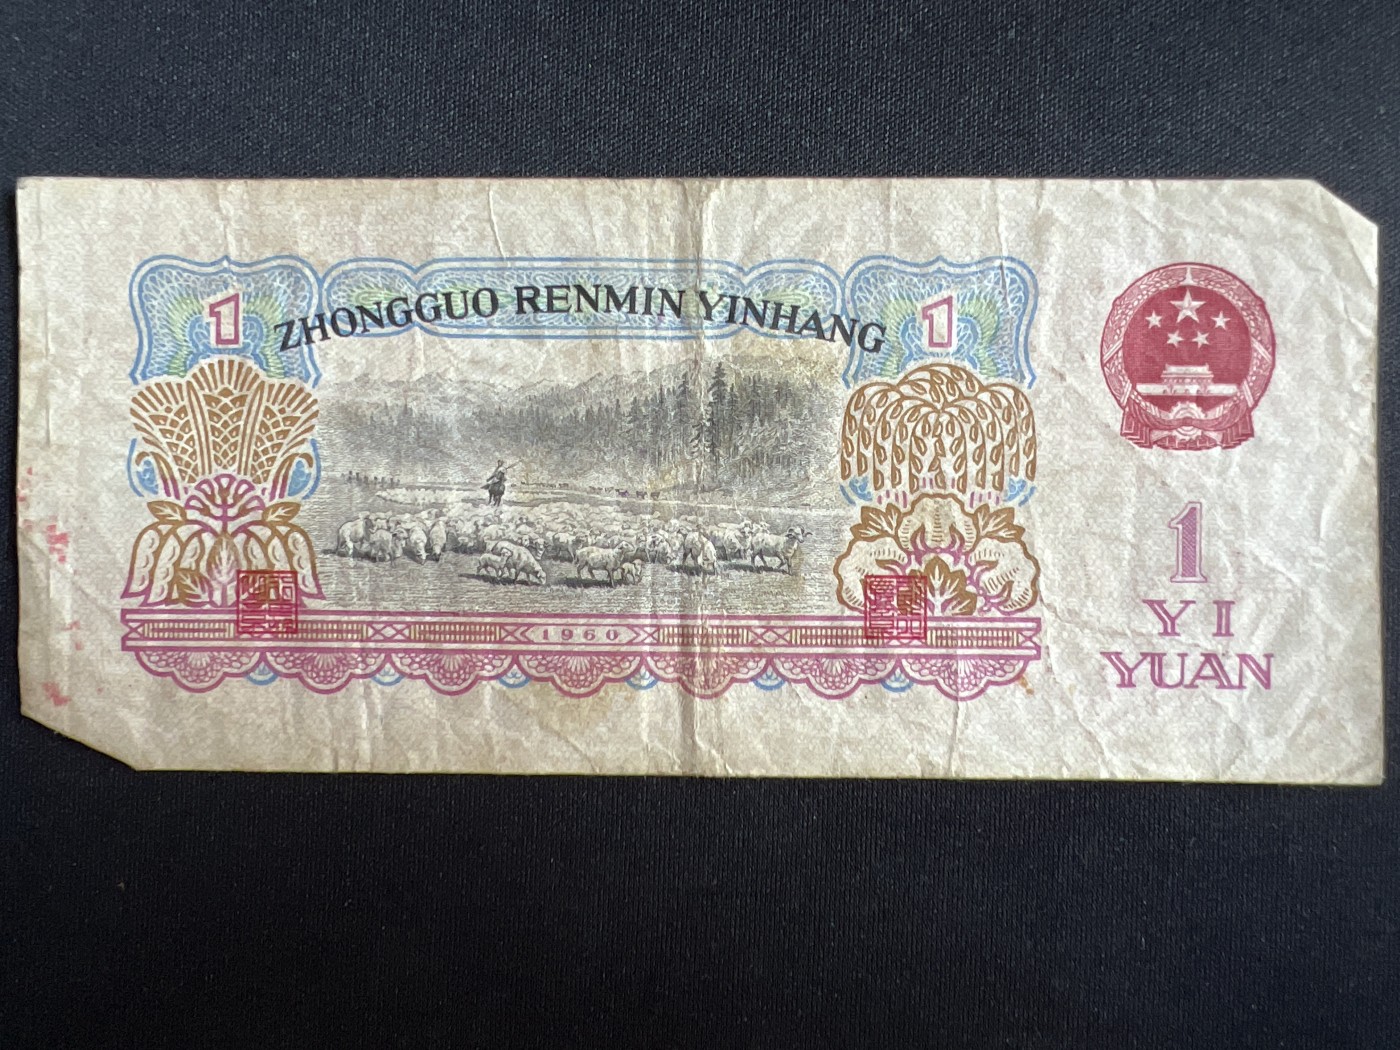 ZHONGGUO RENMIN YINHANG
1
1
1960
1
YI
YUAN